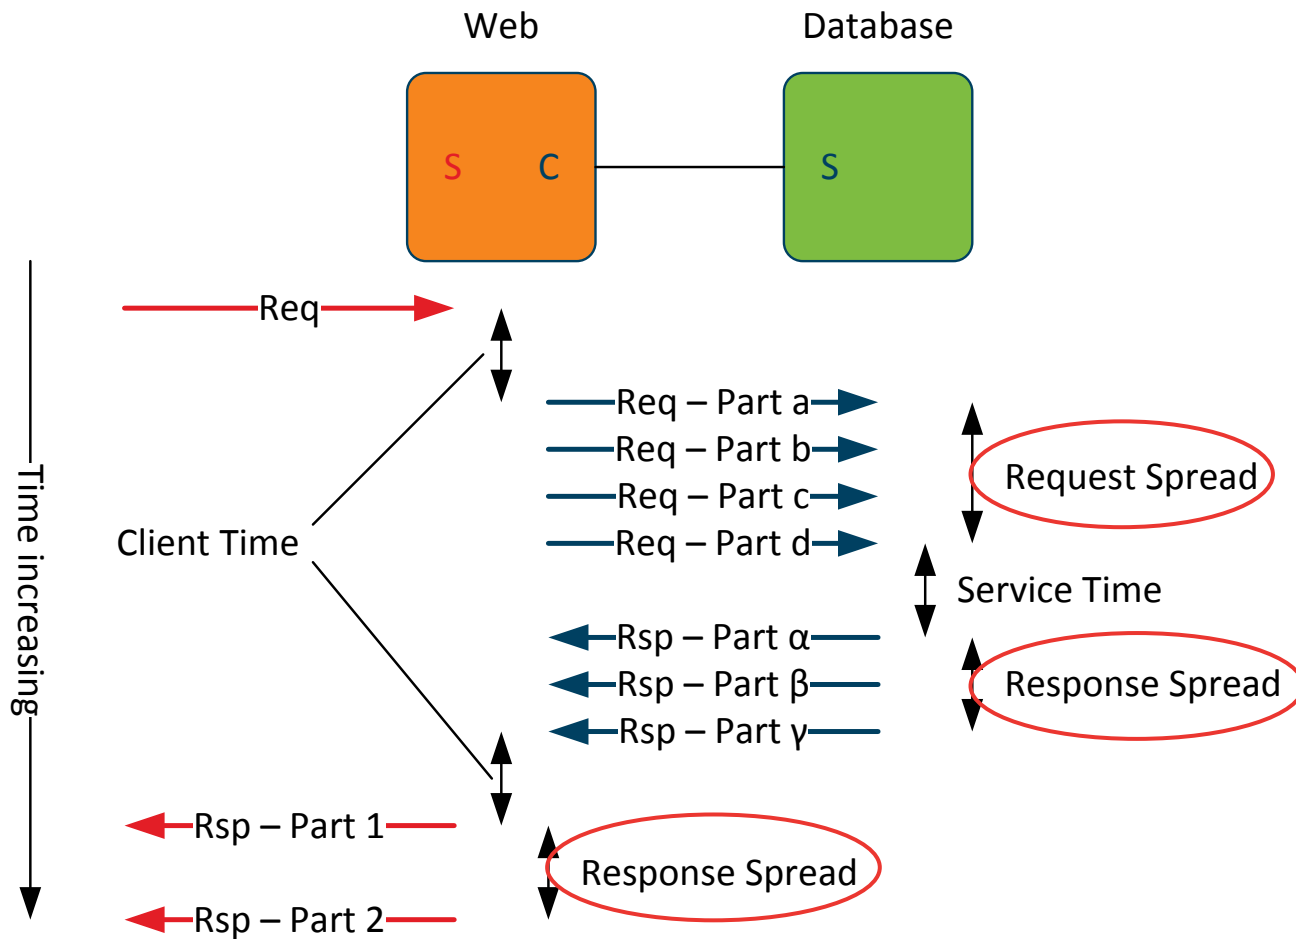 Web
Database
S
C
S
Req
Req – Part a
Req – Part b
Request Spread
Time increasing
Req – Part c
Client Time
Req – Part d
Service Time
Rsp – Part α
Rsp – Part β
Response Spread
Rsp – Part γ
Rsp – Part 1
Response Spread
Rsp – Part 2